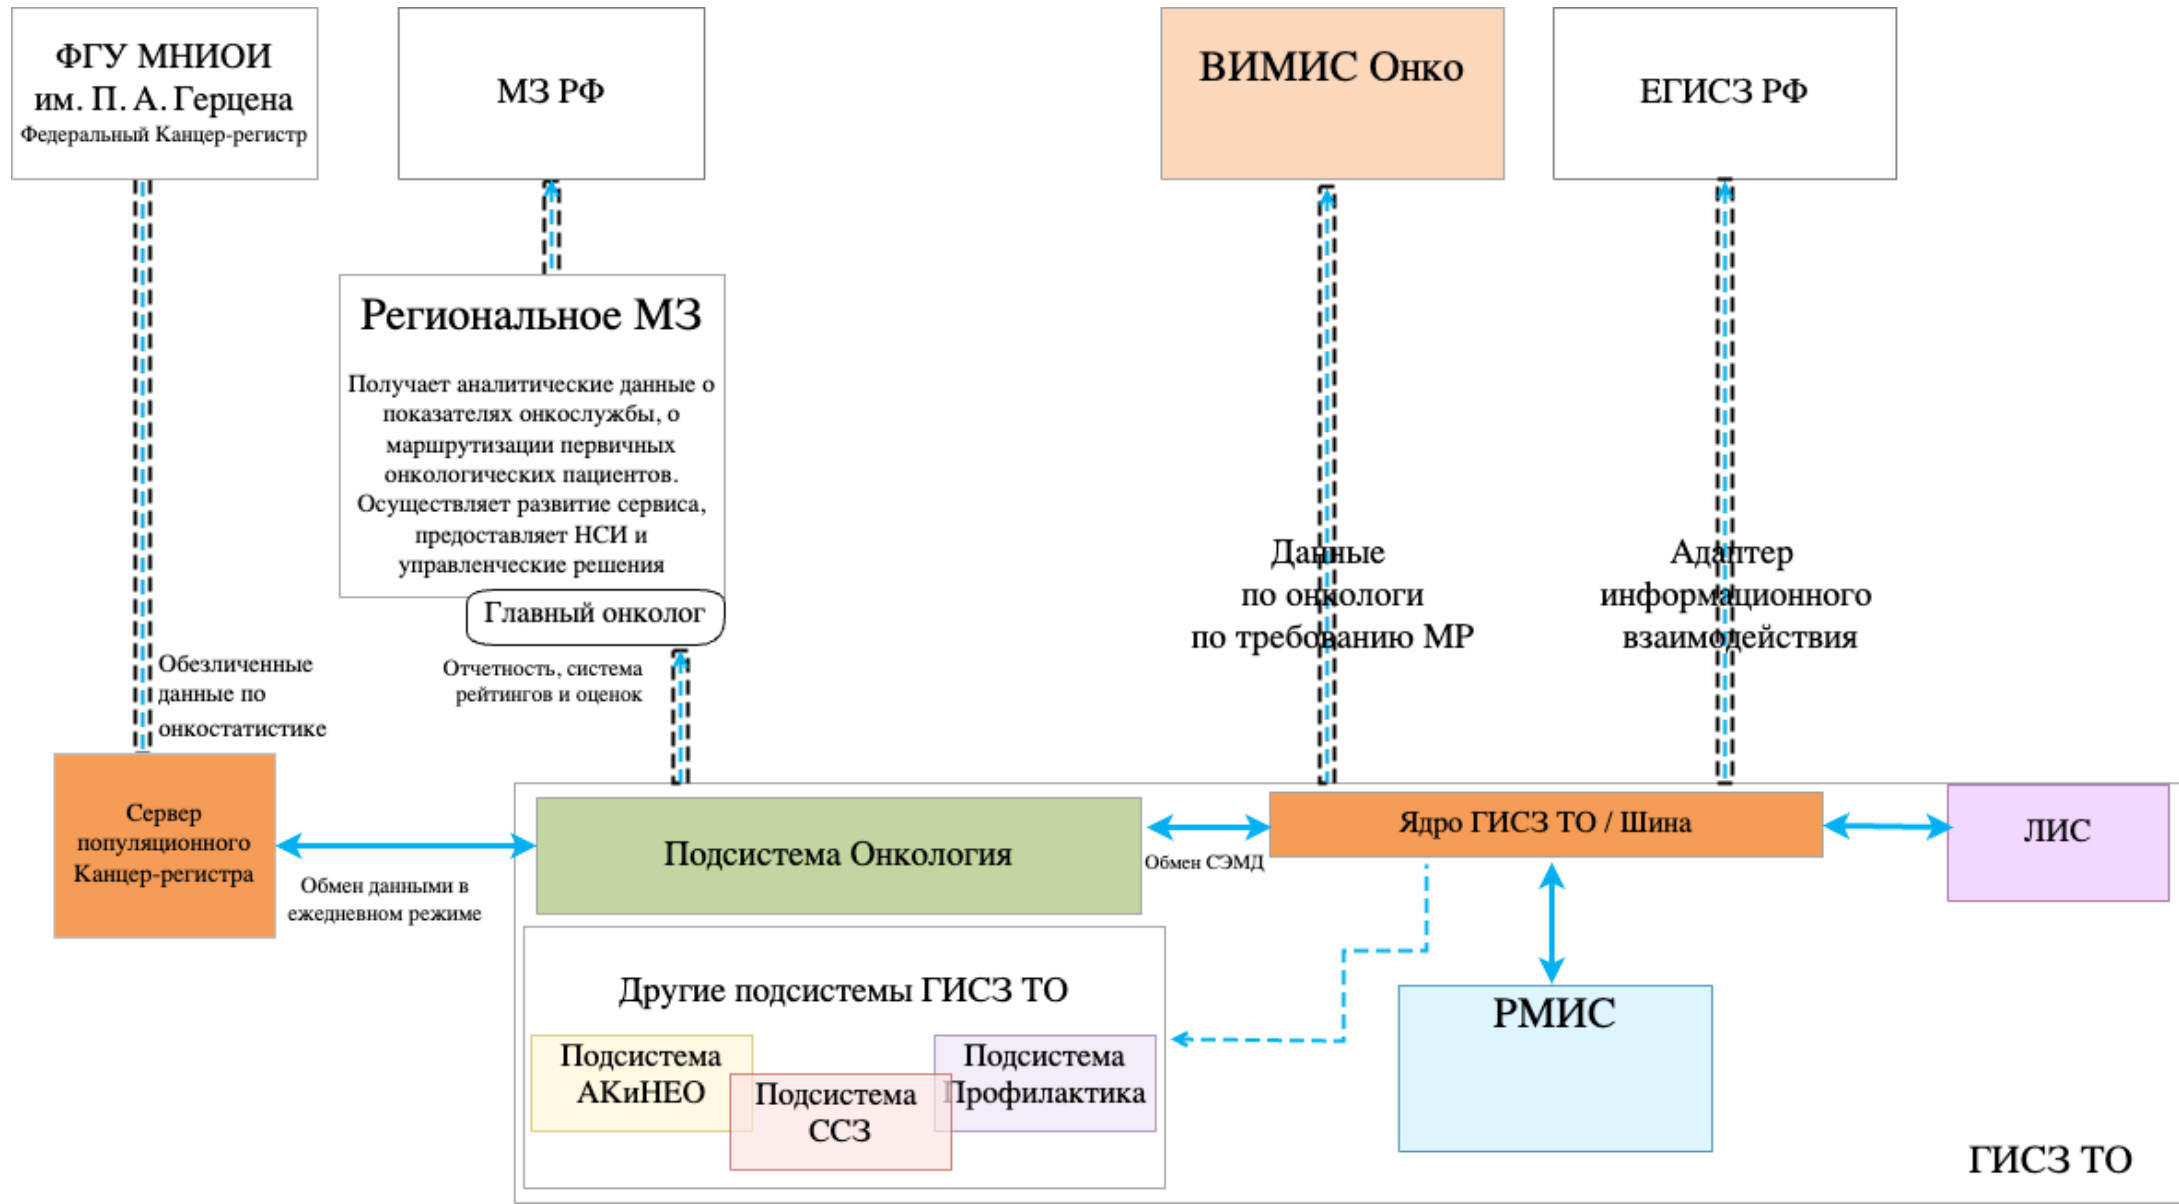 ФГУ МНИОИ
им. П. А. Герцена
Федеральный Канцер-регистр
МЗ РФ
ВИМИС Онко
ЕГИСЗ РФ
Региональное МЗ
Получает аналитические данные о
показателях онкослужбы, о
маршрутизации первичных
онкологических пациентов.
Осуществляет развитие сервиса,
предоставляет НСИ и
управленческие решения
Главный онколог
Отчетность, система
рейтингов и оценок
Обезличенные
данные по
онкостатистике
Данные
по онкологи
по требованию МР
Адаптер
информационного
взаимодействия
Сервер
популяционного
Канцер-регистра
Обмен данными в
ежедневном режиме
Подсистема Онкология
Обмен СЭМД
Ядро ГИСЗ ТО / Шина
ЛИС
Другие подсистемы ГИСЗ ТО
Подсистема
АКиНЕО
Подсистема
ССЗ
Подсистема
Профилактика
РМИС
ГИСЗ ТО